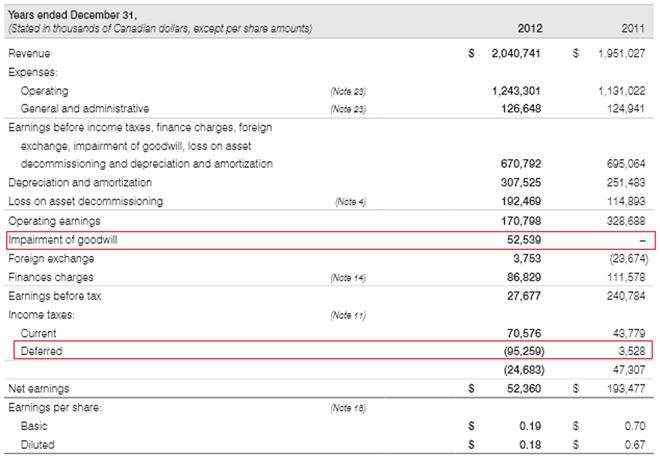 Years ended December 31,
(Stated in thousands of Canadian dollars, except per share amounts) 2012 2011
Revenue $ 2,040,741 $ 1,951,027
Expenses:
Operating (Note 23) 1,243,301 1,131,022
General and administrative (Note 23) 126,648 124,941
Earnings before income taxes, finance charges, foreign
exchange, impairment of goodwill, loss on asset
decommissioning and depreciation and amortization 670,792 695,064
Depreciation and amortization 307,525 251,483
Loss on asset decommissioning (Note 4) 192,469 114,893
Operating earnings 170,798 328,688
Impairment of goodwill 52,539 –
Foreign exchange 3,753 (23,674)
Finances charges (Note 14) 86,829 111,578
Earnings before tax 27,677 240,784
Income taxes: (Note 11)
Current 70,576 43,779
Deferred (95,259) 3,528
(24,683) 47,307
Net earnings $ 52,360 $ 193,477
Earnings per share: (Note 18)
Basic $ 0.19 $ 0.70
Diluted $ 0.18 $ 0.67